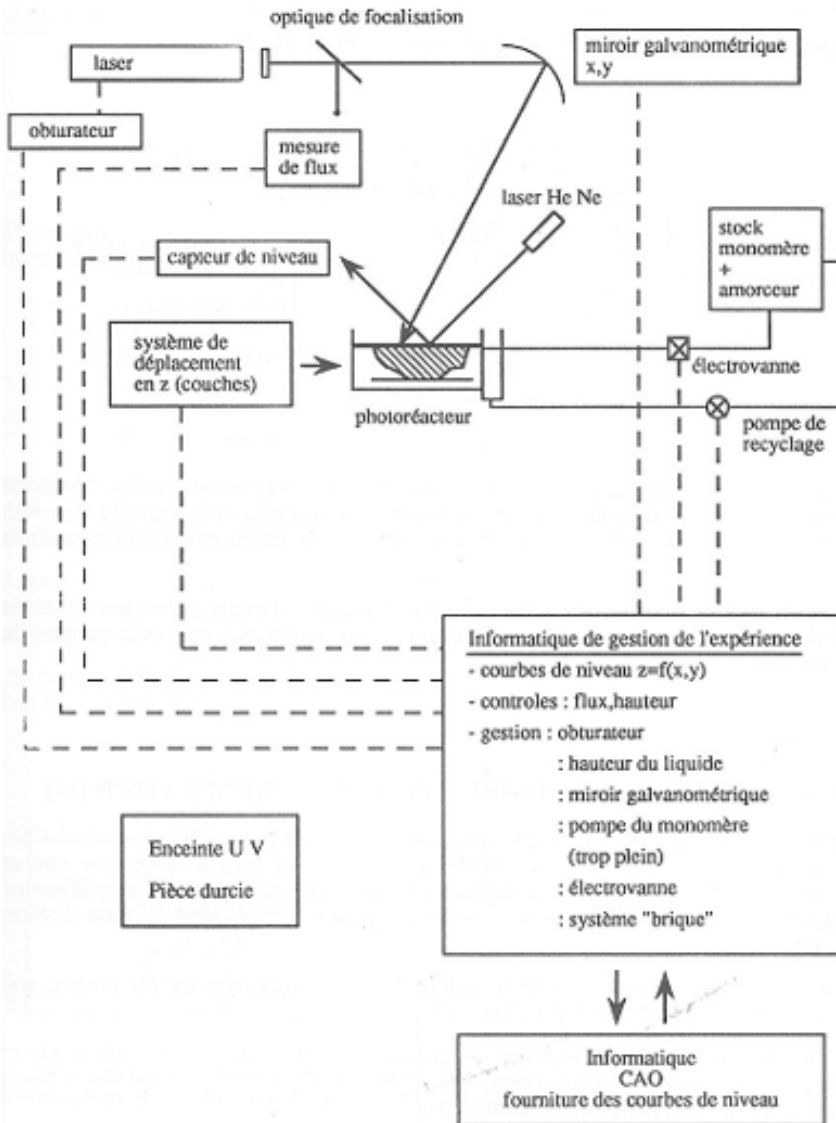 optique de focalisation
laser
miroir galvanométrique
x,y
obturateur
mesure
de flux
laser He Ne
capteur de niveau
stock
monomère
+
amorceur
système de
déplacement
en z (couches)
électrovanne
photoréacteur
pompe de
recyclage
Informatique de gestion de l'expérience
- courbes de niveau z=f(x,y)
- controles : flux,hauteur
- gestion : obturateur
: hauteur du liquide
: miroir galvanométrique
: pompe du monomère
(trop plein)
: électrovanne
: système "brique"
Enceinte U V
Pièce durcie
Informatique
CAO
fourniture des courbes de niveau